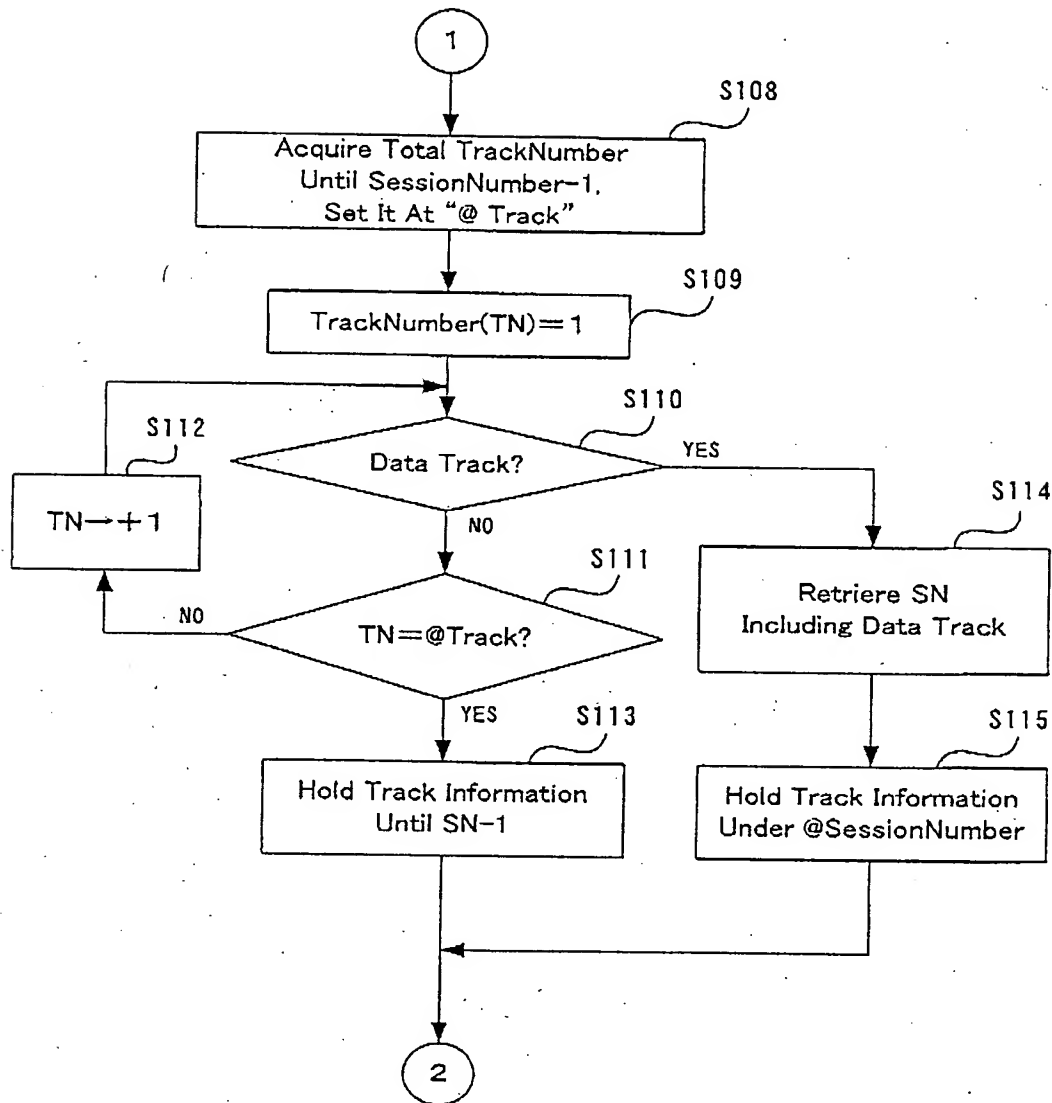 1
S108
Acquire Total TrackNumber
Until SessionNumber-1,
Set It At “@ Track”
S109
TrackNumber(TN)=1
S110
Data Track?
YES
NO
S112
TN→+1
S111
TN=@Track?
NO
YES
S113
Hold Track Information
Until SN-1
S114
Retriere SN
Including Data Track
S115
Hold Track Information
Under @SessionNumber
2